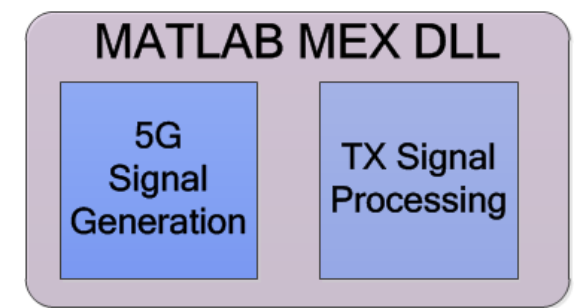 MATLAB MEX DLL
5G
Signal
Generation
TX Signal
Processing